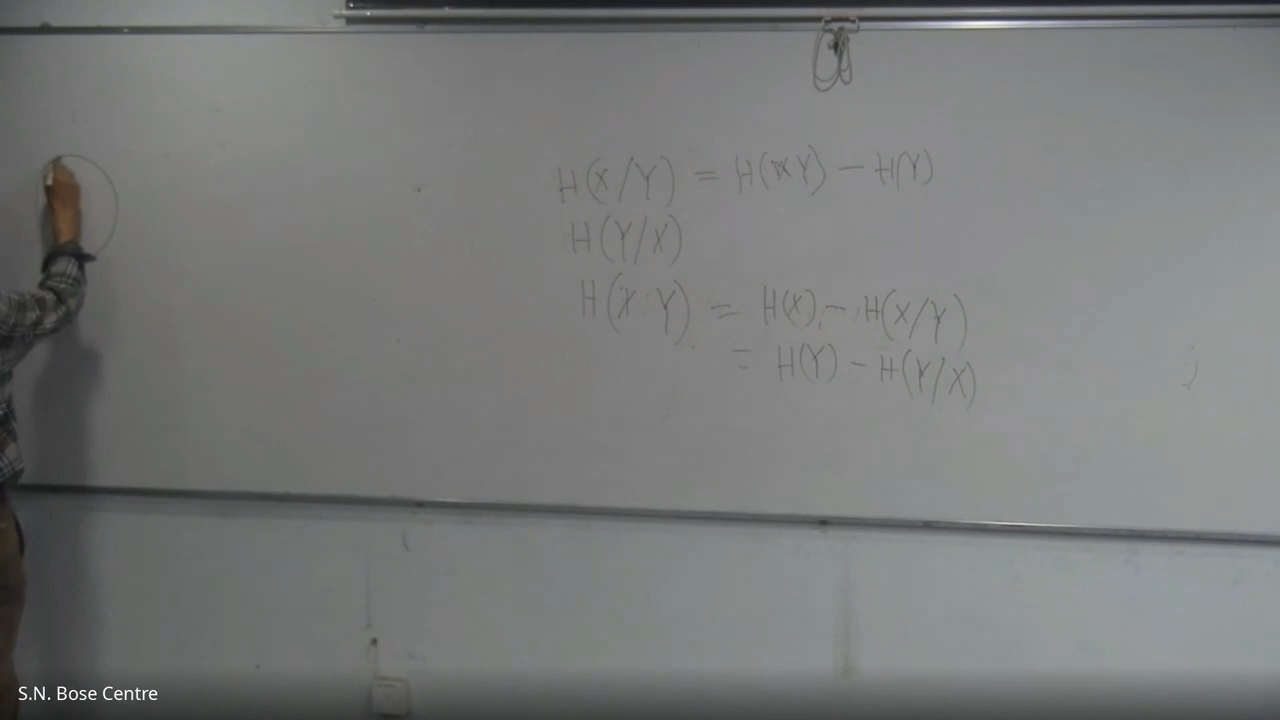 H(X/Y) = H(XY) - H(Y)
H(Y/X)
H(X:Y) = H(X) - H(X/Y)
= H(Y) - H(Y/X)
S.N. Bose Centre